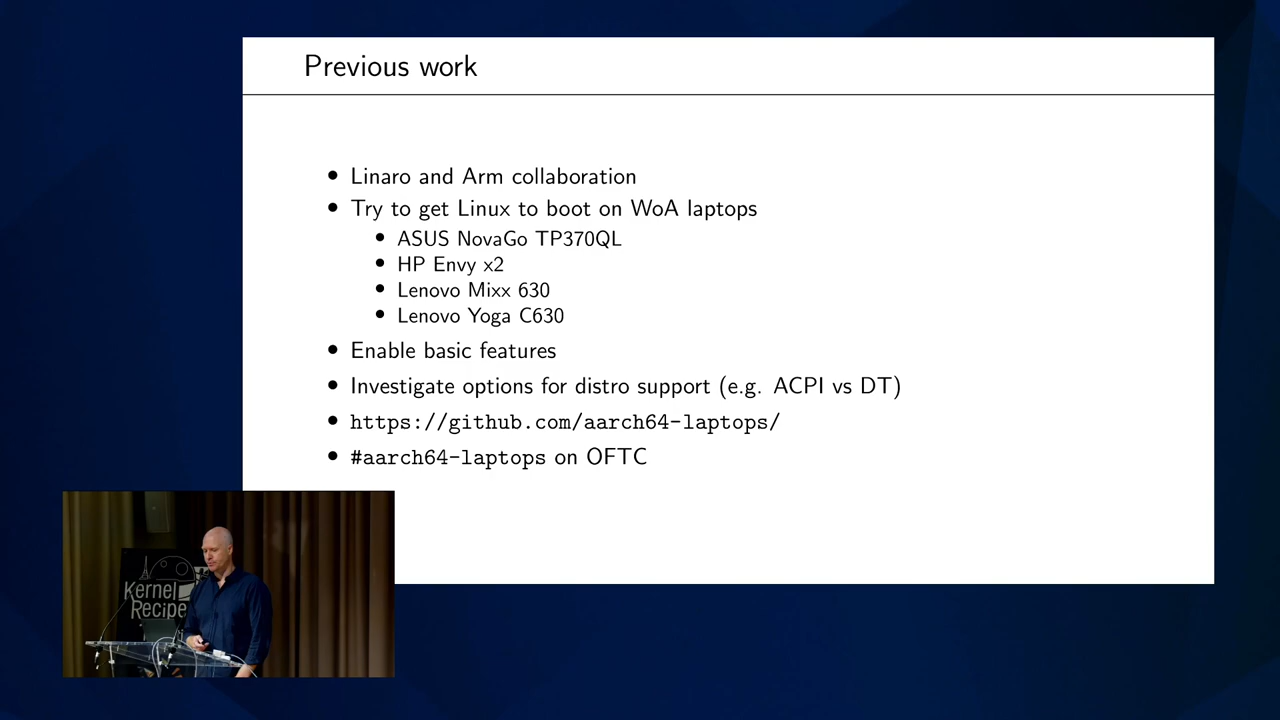 Previous work
• Linaro and Arm collaboration
• Try to get Linux to boot on WoA laptops
• ASUS NovaGo TP370QL
• HP Envy x2
• Lenovo Mixx 630
• Lenovo Yoga C630
• Enable basic features
• Investigate options for distro support (e.g. ACPI vs DT)
• https://github.com/aarch64-laptops/
• #aarch64-laptops on OFTC
Kernel
Recipe